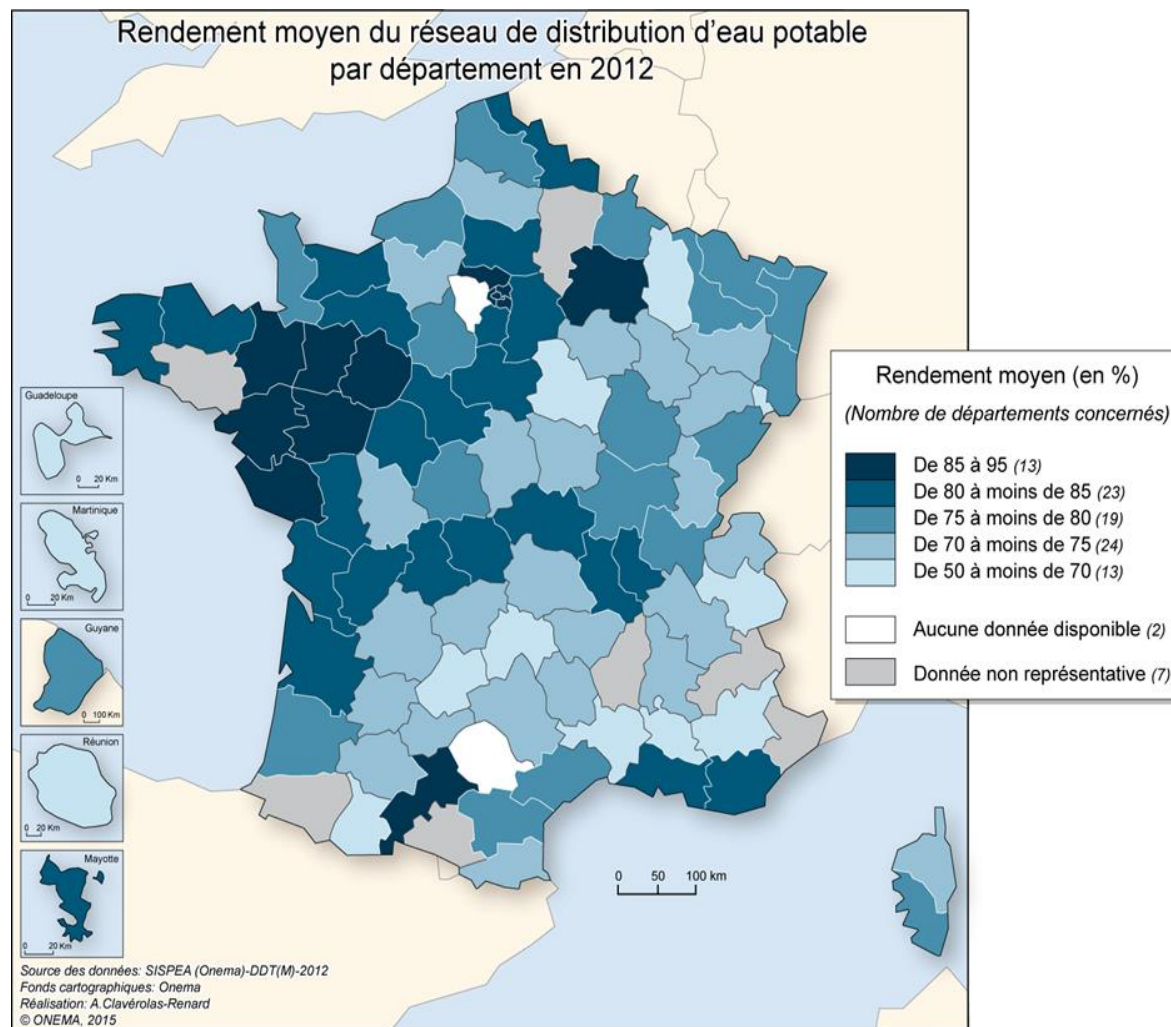 Rendement moyen du réseau de distribution d'eau potable
par département en 2012
Guadeloupe
0 20 Km
Martinique
0 20 Km
Guyane
0 100 Km
Réunion
0 20 Km
Mayotte
0 20 Km
Rendement moyen (en %)
(Nombre de départements concernés)
De 85 à 95 (13)
De 80 à moins de 85 (23)
De 75 à moins de 80 (19)
De 70 à moins de 75 (24)
De 50 à moins de 70 (13)
Aucune donnée disponible (2)
Donnée non représentative (7)
0 50 100 km
Source des données: SISPEA (Onema)-DDT(M)-2012
Fonds cartographiques: Onema
Réalisation: A.Clavérolas-Renard
© ONEMA, 2015